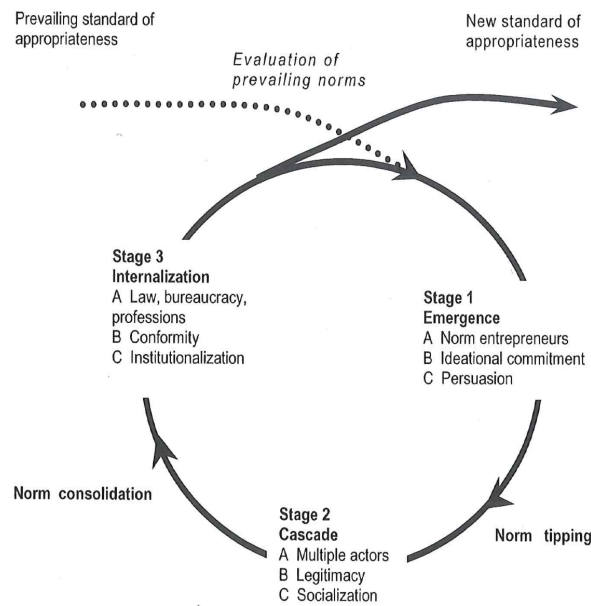 Prevailing standard of
appropriateness
New standard of
appropriateness
Evaluation of
prevailing norms
Stage 3
Internalization
A Law, bureaucracy,
professions
B Conformity
C Institutionalization
Stage 1
Emergence
A Norm entrepreneurs
B Ideational commitment
C Persuasion
Norm consolidation
Stage 2
Cascade
A Multiple actors
B Legitimacy
C Socialization
Norm tipping